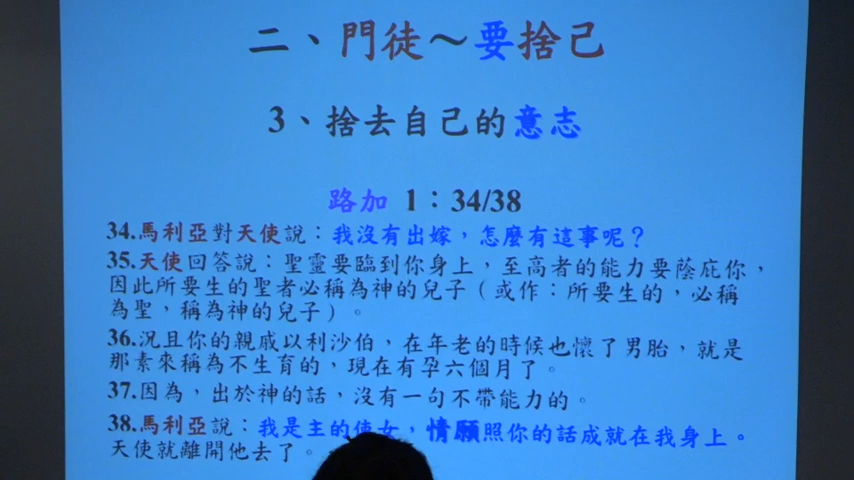 二、門徒～要捨己
3、捨去自己的意志
路加 1：34/38
34.馬利亞對天使說：我沒有出嫁，怎麼有這事呢？
35.天使回答說：聖靈要臨到你身上，至高者的能力要蔭庇你，
因此所要生的聖者必稱為神的兒子（或作：所要生的，必稱
為聖，稱為神的兒子）。
36.況且你的親戚以利沙伯，在年老的時候也懷了男胎，就是
那素來稱為不生育的，現在有孕六個月了。
37.因為，出於神的話，沒有一句不帶能力的。
38.馬利亞說：我是主的使女，情願照你的話成就在我身上。
天使就離開他去了。